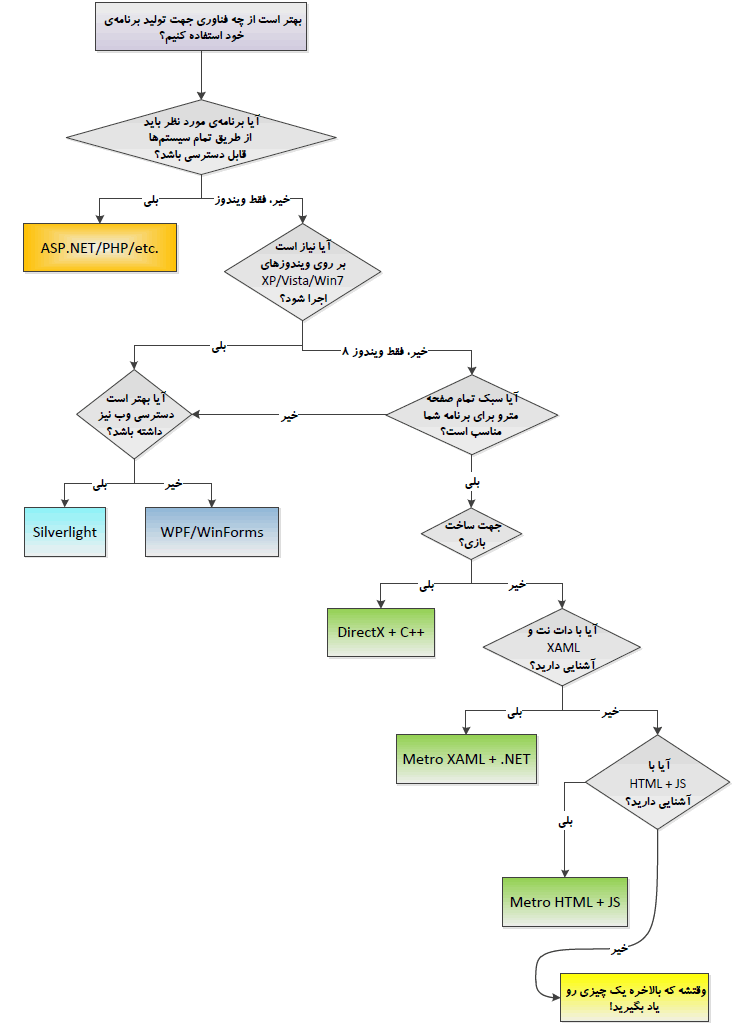 بهتر است از چه فناوری جهت تولید برنامه‌ی
خود استفاده کنیم؟
آیا برنامه‌ی مورد نظر باید
از طریق تمام سیستم‌ها
قابل دسترسی باشد؟
بلی
خیر، فقط ویندوز
ASP.NET/PHP/etc.
آیا نیاز است
بر روی ویندوزهای
XP/Vista/Win7
اجرا شود؟
بلی
خیر، فقط ویندوز ۸
آیا بهتر است
دسترسی وب نیز
داشته باشد؟
خیر
آیا سبک تمام صفحه
مترو برای برنامه شما
مناسب است؟
بلی
خیر
بلی
Silverlight
WPF/WinForms
جهت ساخت
بازی؟
بلی
خیر
DirectX + C++
آیا با دات نت و
XAML
آشنایی دارید؟
بلی
خیر
Metro XAML + .NET
آیا با
HTML + JS
آشنایی دارید؟
بلی
Metro HTML + JS
خیر
وقتشه که بالاخره یک چیزی رو
یاد بگیرید!